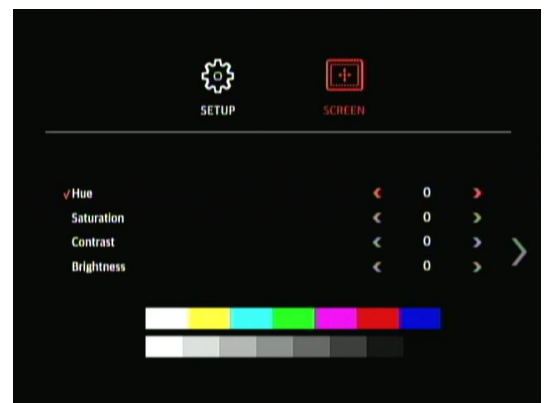 SETUP SCREEN
√Hue < 0 >
Saturation < 0 >
Contrast < 0 >
Brightness < 0 >